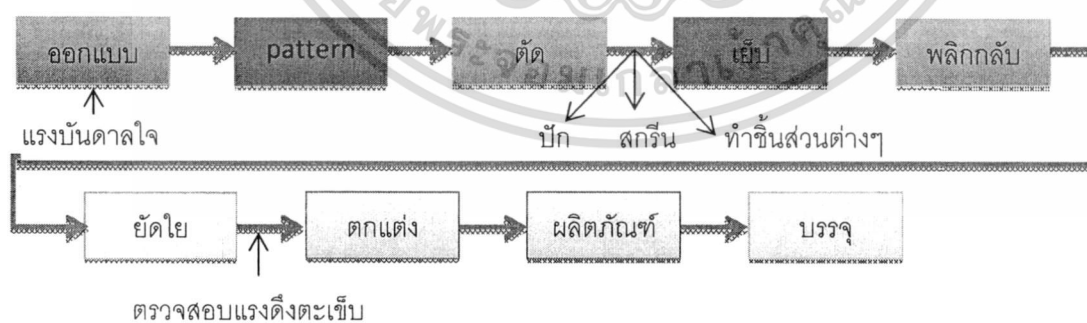 ออกแบบ pattern ตัด เย็บ พลิกกลับ
แรงบันดาลใจ ปัก สกรีน ทำชิ้นส่วนต่างๆ
ยัดใย ตกแต่ง ผลิตภัณฑ์ บรรจุ
ตรวจสอบแรงดึงตะเข็บ